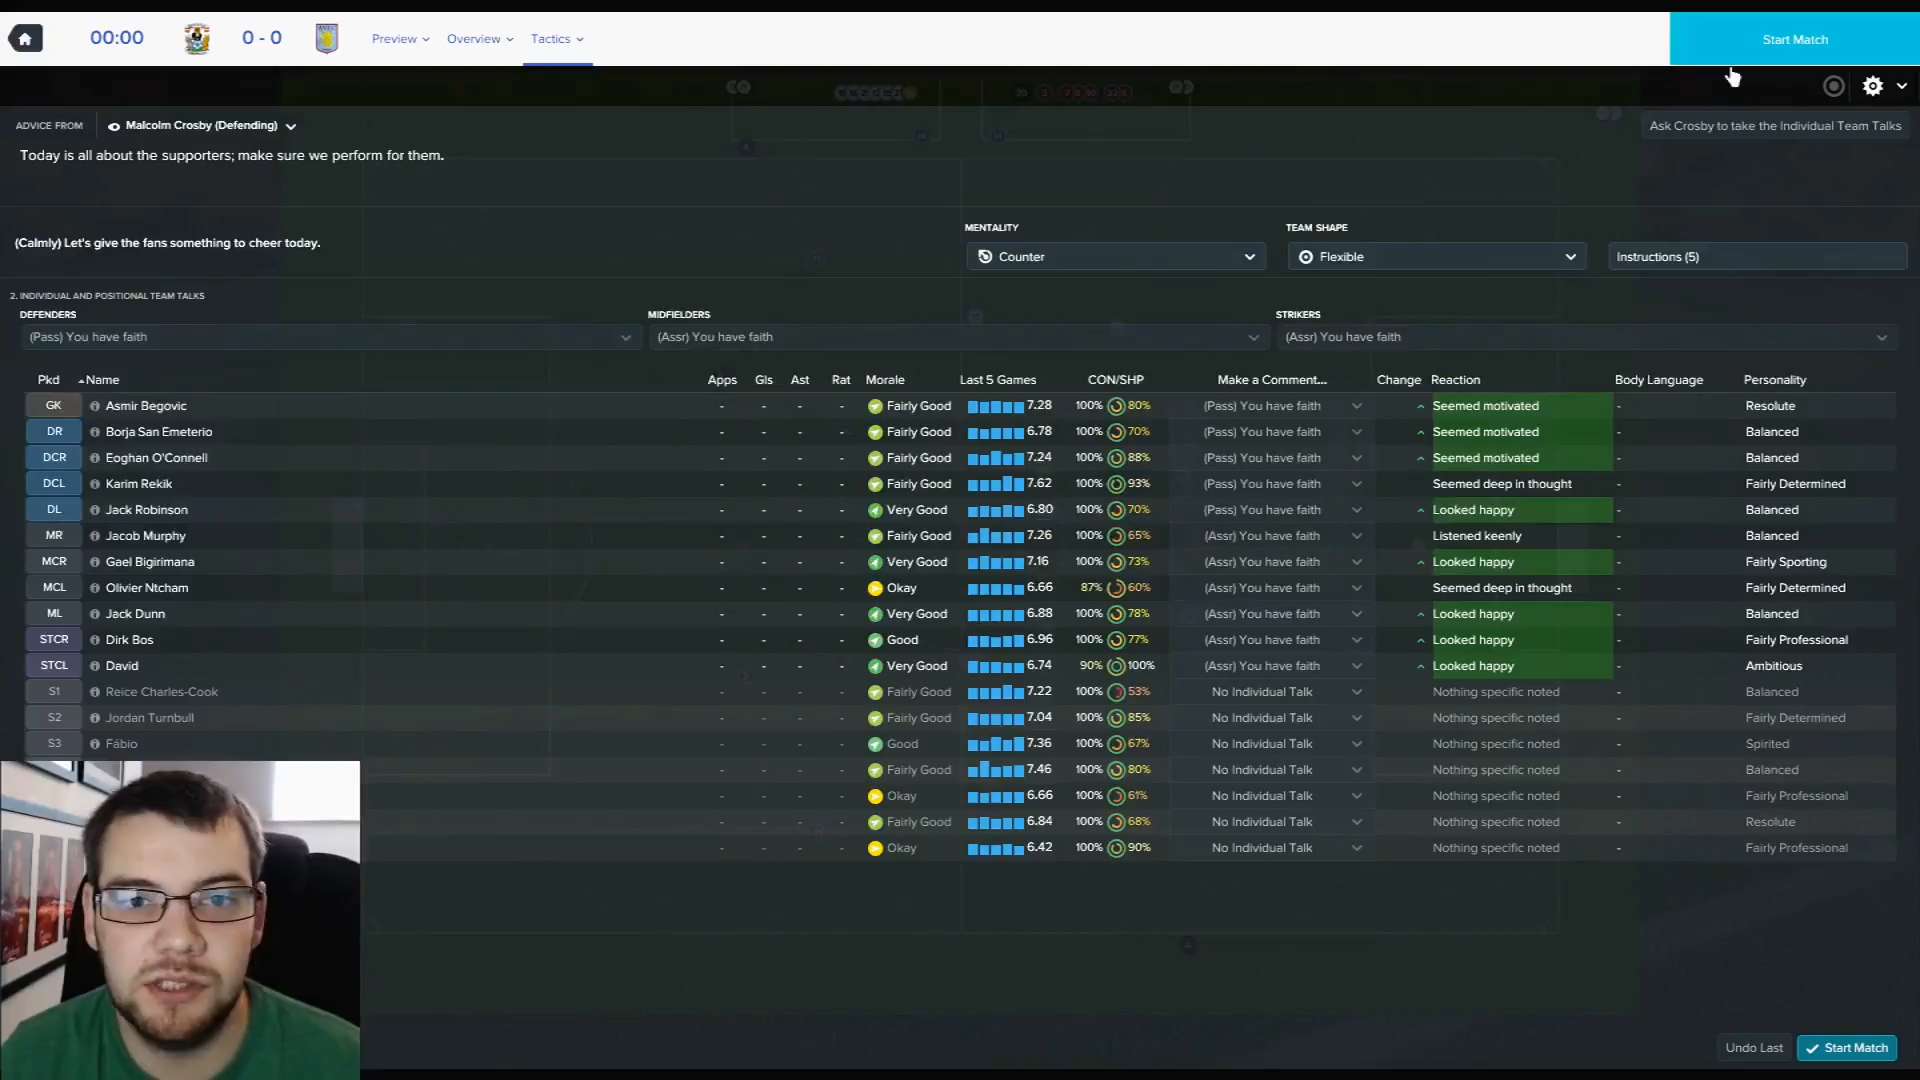 00:00 0 - 0 Preview Overview Tactics Start Match
ADVICE FROM Malcolm Crosby (Defending) Ask Crosby to take the Individual Team Talks
Today is all about the supporters; make sure we perform for them.
MENTALITY TEAM SHAPE
(Calmly) Let's give the fans something to cheer today. Counter Flexible Instructions (5)
2. INDIVIDUAL AND POSITIONAL TEAM TALKS
DEFENDERS MIDFIELDERS STRIKERS
(Pass) You have faith (Assr) You have faith (Assr) You have faith
Pkd Name Apps Gls Ast Rat Morale Last 5 Games CON/SHP Make a Comment... Change Reaction Body Language Personality
GK Asmir Begovic - - - - Fairly Good 7.28 100% 80% (Pass) You have faith Seemed motivated - Resolute
DR Borja San Emeterio - - - - Fairly Good 6.78 100% 70% (Pass) You have faith Seemed motivated - Balanced
DCR Eoghan O'Connell - - - - Fairly Good 7.24 100% 88% (Pass) You have faith Seemed motivated - Balanced
DCL Karim Rekik - - - - Fairly Good 7.62 100% 93% (Pass) You have faith Seemed deep in thought - Fairly Determined
DL Jack Robinson - - - - Very Good 6.80 100% 70% (Pass) You have faith Looked happy - Balanced
MR Jacob Murphy - - - - Fairly Good 7.26 100% 65% (Assr) You have faith Listened keenly - Balanced
MCR Gael Bigirimana - - - - Very Good 7.16 100% 73% (Assr) You have faith Looked happy - Fairly Sporting
MCL Olivier Ntcham - - - - Okay 6.66 87% 60% (Assr) You have faith Seemed deep in thought - Fairly Determined
ML Jack Dunn - - - - Very Good 6.88 100% 78% (Assr) You have faith Looked happy - Balanced
STCR Dirk Bos - - - - Good 6.96 100% 77% (Assr) You have faith Looked happy - Fairly Professional
STCL David - - - - Very Good 6.74 90% 100% (Assr) You have faith Looked happy - Ambitious
S1 Reice Charles-Cook - - - - Fairly Good 7.22 100% 53% No Individual Talk Nothing specific noted - Balanced
S2 Jordan Turnbull - - - - Fairly Good 7.04 100% 85% No Individual Talk Nothing specific noted - Fairly Determined
S3 Fábio - - - - Good 7.36 100% 67% No Individual Talk Nothing specific noted - Spirited
- - - - Fairly Good 7.46 100% 80% No Individual Talk Nothing specific noted - Balanced
- - - - Okay 6.66 100% 61% No Individual Talk Nothing specific noted - Fairly Professional
- - - - Fairly Good 6.84 100% 68% No Individual Talk Nothing specific noted - Resolute
- - - - Okay 6.42 100% 90% No Individual Talk Nothing specific noted - Fairly Professional
Undo Last Start Match